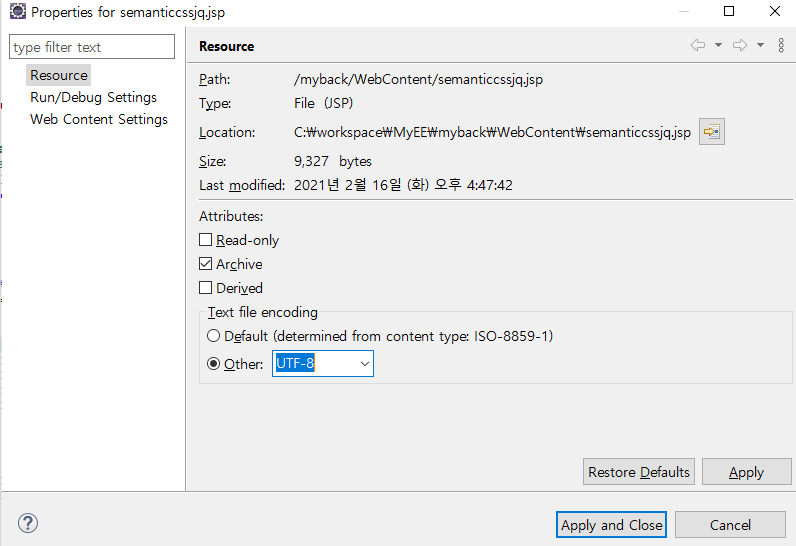 Properties for semanticcssjq.jsp
type filter text
Resource
Run/Debug Settings
Web Content Settings
Resource
Path: /myback/WebContent/semanticcssjq.jsp
Type: File (JSP)
Location: C:₩workspace₩MyEE₩myback₩WebContent₩semanticcssjq.jsp
Size: 9,327 bytes
Last modified: 2021년 2월 16일 (화) 오후 4:47:42
Attributes:
Read-only
Archive
Derived
Text file encoding
Default (determined from content type: ISO-8859-1)
Other: UTF-8
Restore Defaults Apply
? Apply and Close Cancel